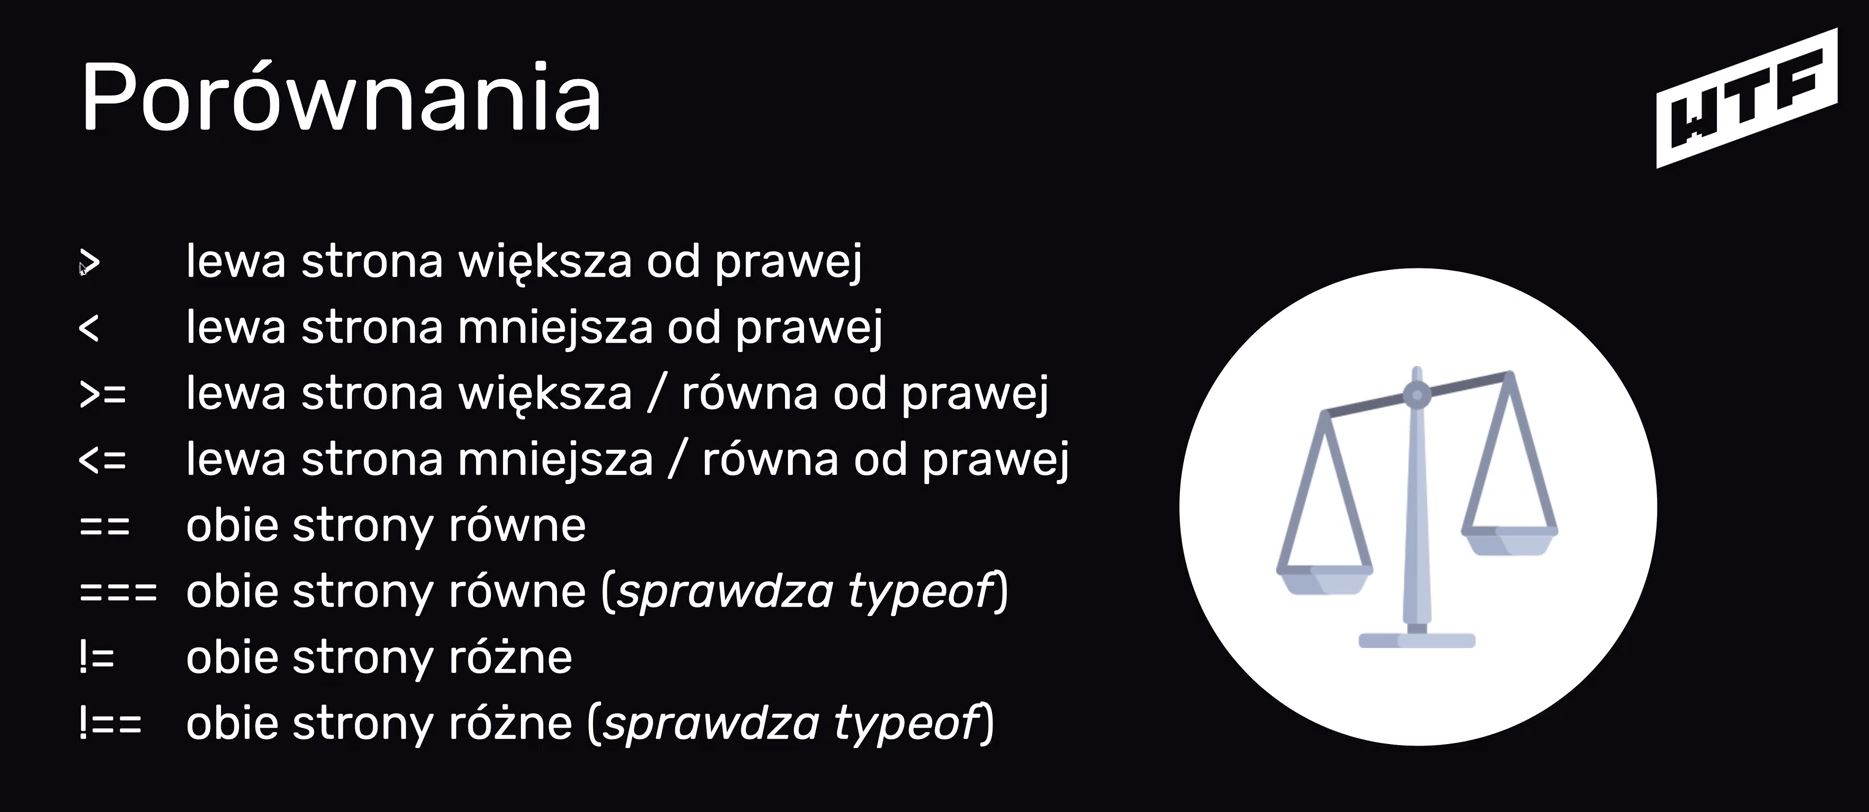 Porównania
WTF
> lewa strona większa od prawej
< lewa strona mniejsza od prawej
>= lewa strona większa / równa od prawej
<= lewa strona mniejsza / równa od prawej
== obie strony równe
=== obie strony równe (sprawdza typeof)
!= obie strony różne
!== obie strony różne (sprawdza typeof)